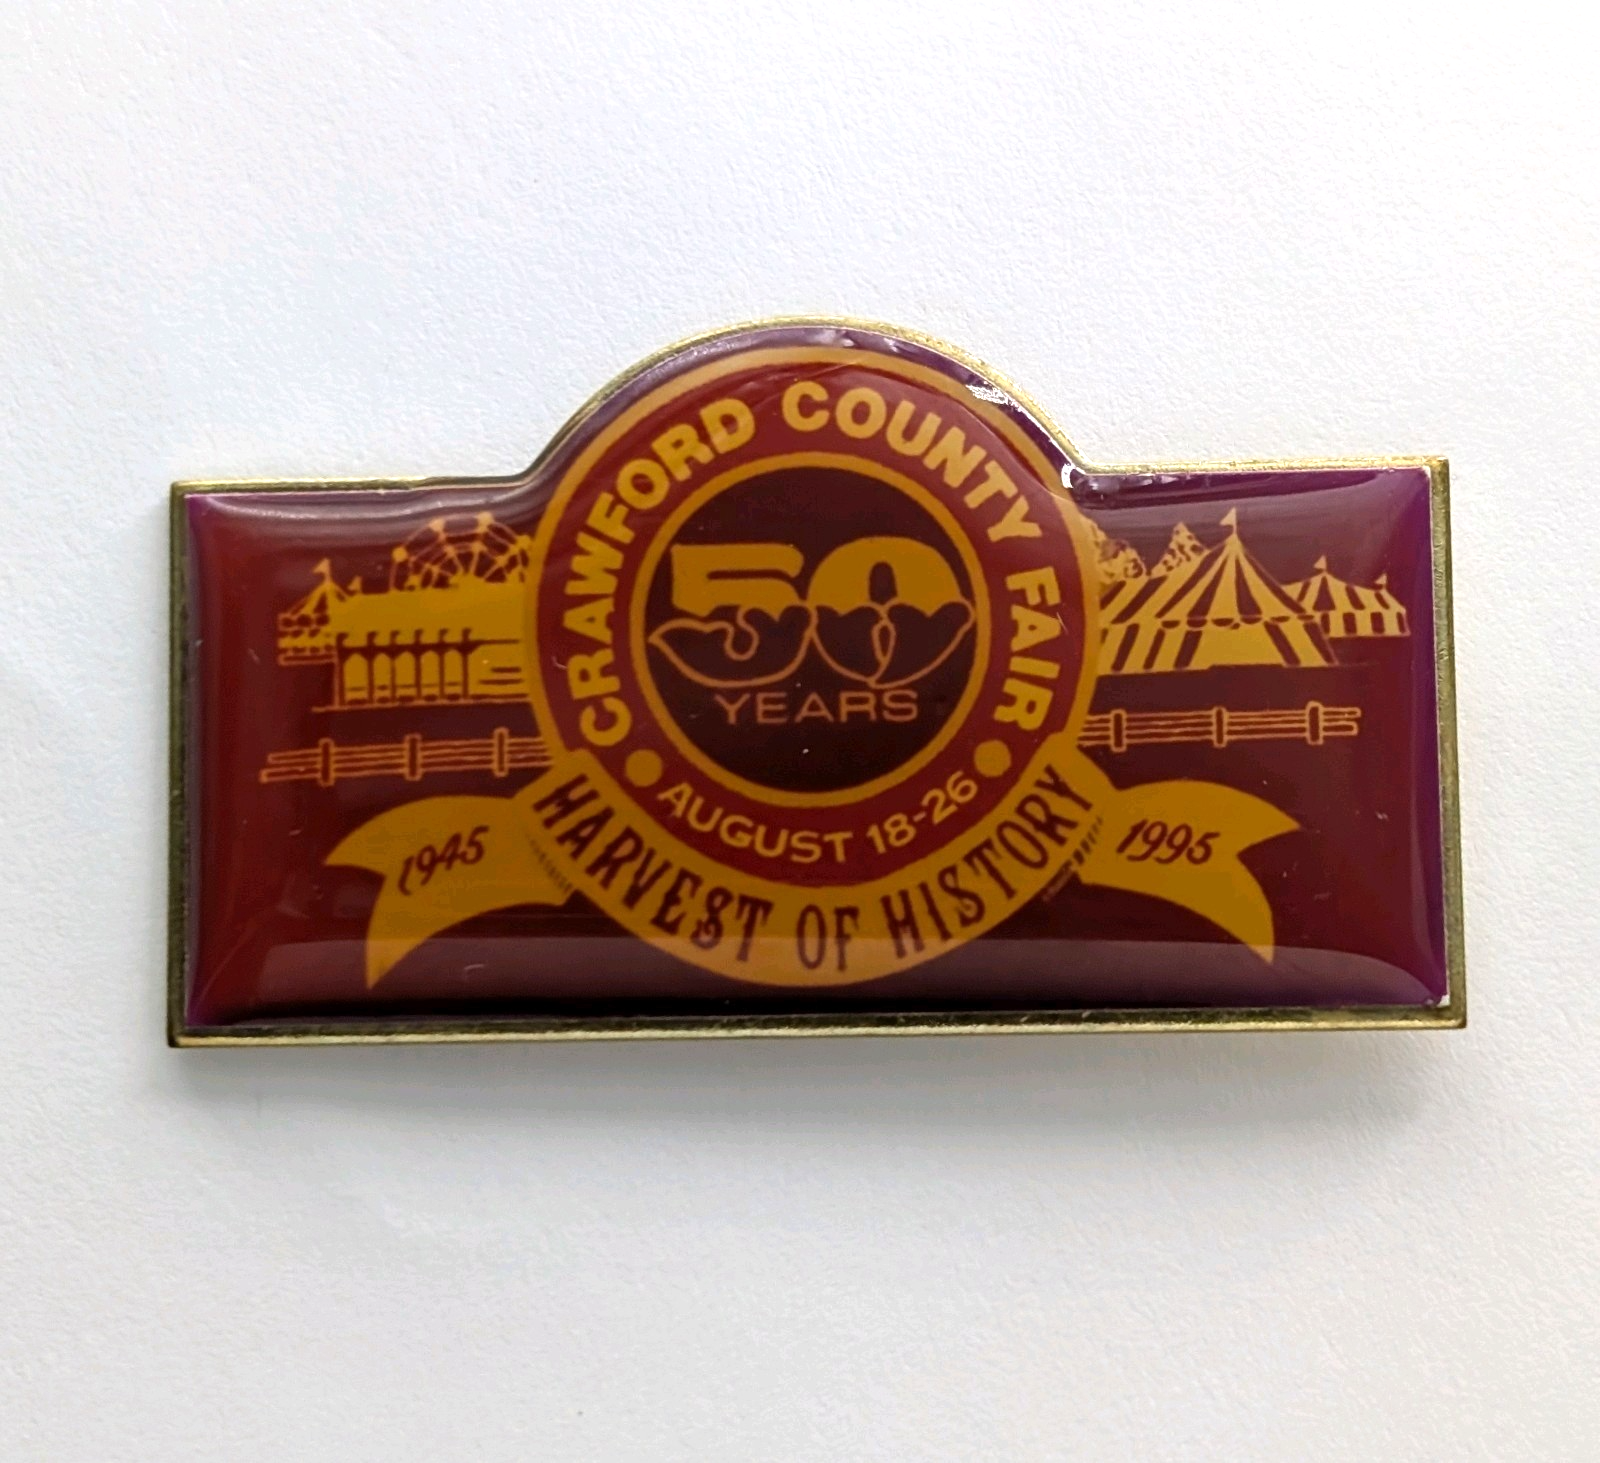 CRAWFORD COUNTY FAIR
50
YEARS
AUGUST 18-26
HARVEST OF HISTORY
1945
1995